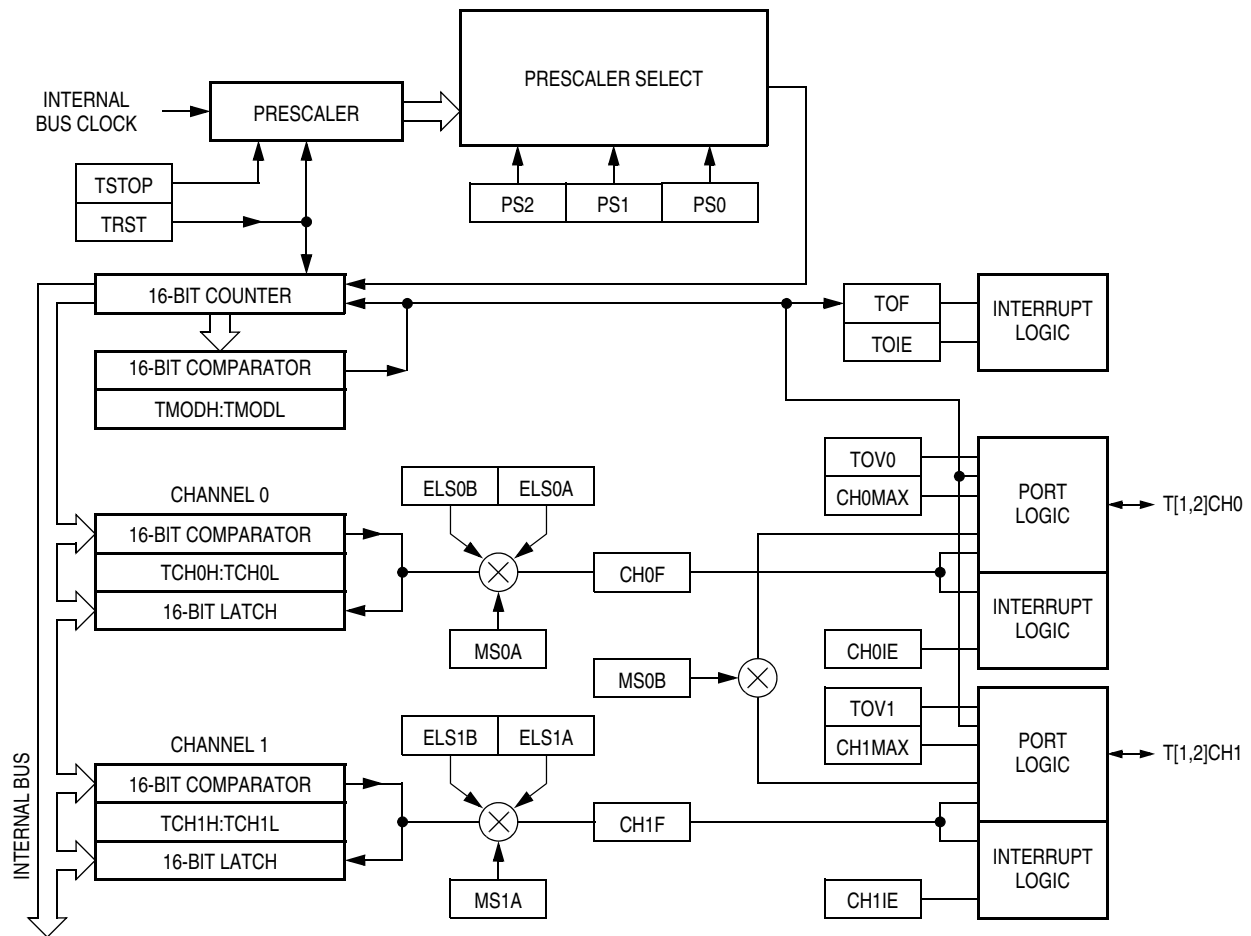 PRESCALER SELECT
INTERNAL
BUS CLOCK
PRESCALER
TSTOP
TRST
PS2
PS1
PS0
16-BIT COUNTER
TOF
TOIE
INTERRUPT
LOGIC
16-BIT COMPARATOR
TMODH:TMODL
TOV0
CH0MAX
PORT
LOGIC
T[1,2]CH0
CHANNEL 0
ELS0B
ELS0A
16-BIT COMPARATOR
TCH0H:TCH0L
16-BIT LATCH
CH0F
MS0A
INTERRUPT
LOGIC
CH0IE
MS0B
TOV1
CH1MAX
PORT
LOGIC
T[1,2]CH1
CHANNEL 1
ELS1B
ELS1A
16-BIT COMPARATOR
TCH1H:TCH1L
16-BIT LATCH
CH1F
MS1A
INTERRUPT
LOGIC
CH1IE
INTERNAL BUS